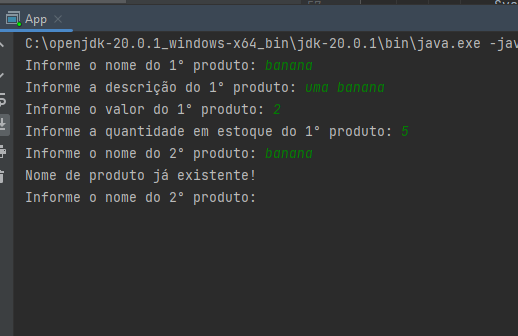 App
C:\openjdk-20.0.1_windows-x64_bin\jdk-20.0.1\bin\java.exe -jav
Informe o nome do 1° produto: banana
Informe a descrição do 1° produto: uma banana
Informe o valor do 1° produto: 2
Informe a quantidade em estoque do 1° produto: 5
Informe o nome do 2° produto: banana
Nome de produto já existente!
Informe o nome do 2° produto: